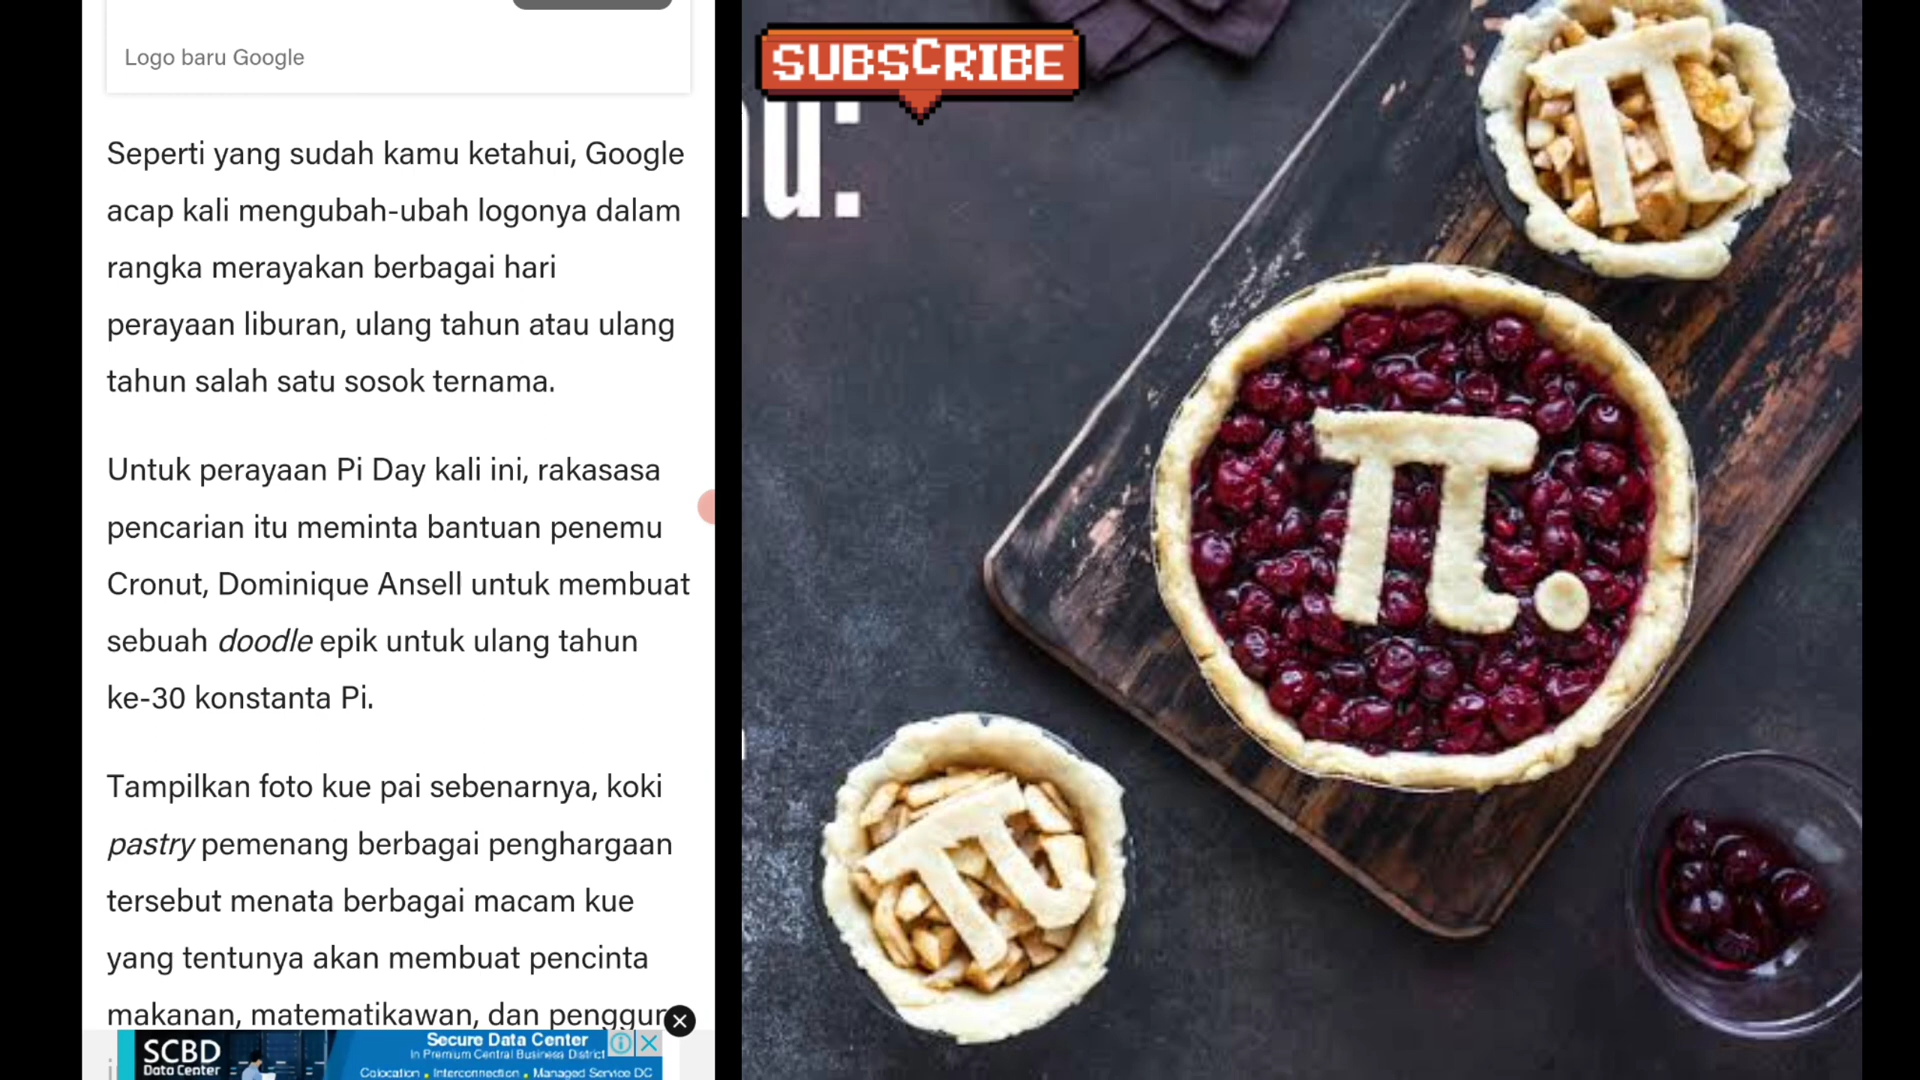 Logo baru Google
Seperti yang sudah kamu ketahui, Google
acap kali mengubah-ubah logonya dalam
rangka merayakan berbagai hari
perayaan liburan, ulang tahun atau ulang
tahun salah satu sosok ternama.
Untuk perayaan Pi Day kali ini, rakasasa
pencarian itu meminta bantuan penemu
Cronut, Dominique Ansell untuk membuat
sebuah doodle epik untuk ulang tahun
ke-30 konstanta Pi.
Tampilkan foto kue pai sebenarnya, koki
pastry pemenang berbagai penghargaan
tersebut menata berbagai macam kue
yang tentunya akan membuat pencinta
makanan, matematikawan, dan penggun
SCBD
Data Center
Secure Data Center
In Premium Central Business District
Colocation . Interconnection . Managed Service DC
SUBSCRIBE
u:
π
π.
π